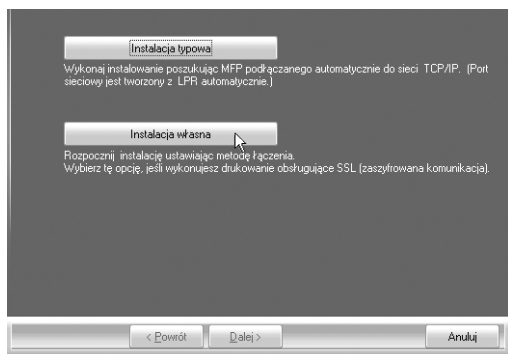 Instalacja typowa
Wykonaj instalowanie poszukując MFP podłączanego automatycznie do sieci TCP/IP. (Port
sieciowy jest tworzony z LPR automatycznie.)
Instalacja własna
Rozpocznij instalację ustawiając metodę łączenia.
Wybierz tę opcję, jeśli wykonujesz drukowanie obsługujące SSL (zaszyfrowana komunikacja).
< Powrót Dalej > Anuluj